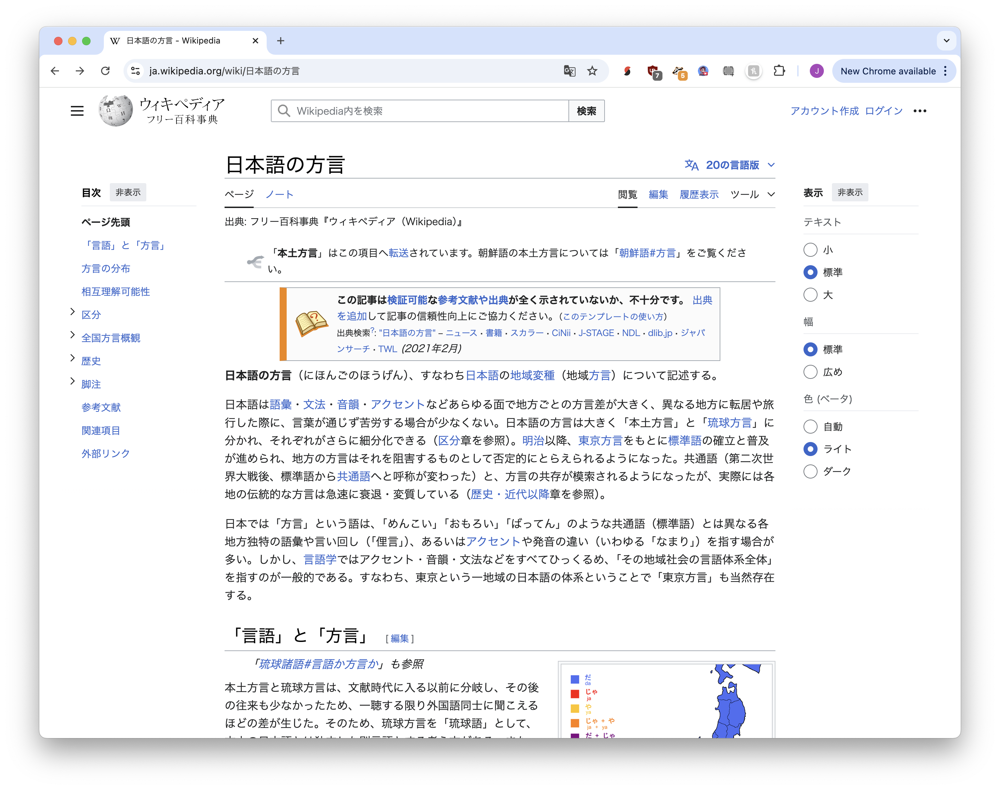 日本語の方言 - Wikipedia
ja.wikipedia.org/wiki/日本語の方言
7
5
J
New Chrome available
ウィキペディア
フリー百科事典
Wikipedia内を検索
検索
アカウント作成 ログイン
日本語の方言
20の言語版
目次 非表示
ページ先頭
「言語」と「方言」
方言の分布
相互理解可能性
区分
全国方言概観
歴史
脚注
参考文献
関連項目
外部リンク
ページ ノート
閲覧 編集 履歴表示 ツール
出典: フリー百科事典『ウィキペディア（Wikipedia）』
「本土方言」はこの項目へ転送されています。朝鮮語の本土方言については「朝鮮語#方言」をご覧くださ
い。
この記事は検証可能な参考文献や出典が全く示されていないか、不十分です。 出典
を追加して記事の信頼性向上にご協力ください。（このテンプレートの使い方）
出典検索?: "日本語の方言" – ニュース · 書籍 · スカラー · CiNii · J-STAGE · NDL · dlib.jp · ジャパ
ンサーチ · TWL (2021年2月)
日本語の方言（にほんごのほうげん）、すなわち日本語の地域変種（地域方言）について記述する。
日本語は語彙・文法・音韻・アクセントなどあらゆる面で地方ごとの方言差が大きく、異なる地方に転居や旅
行した際に、言葉が通じず苦労する場合が少なくない。日本語の方言は大きく「本土方言」と「琉球方言」に
分かれ、それぞれがさらに細分化できる（区分章を参照）。明治以降、東京方言をもとに標準語の確立と普及
が進められ、地方の方言はそれを阻害するものとして否定的にとらえられるようになった。共通語（第二次世
界大戦後、標準語から共通語へと呼称が変わった）と、方言の共存が模索されるようになったが、実際には各
地の伝統的な方言は急速に衰退・変質している（歴史・近代以降章を参照）。
日本では「方言」という語は、「めんこい」「おもろい」「ばってん」のような共通語（標準語）とは異なる各
地方独特の語彙や言い回し（「俚言」）、あるいはアクセントや発音の違い（いわゆる「なまり」）を指す場合が
多い。しかし、言語学ではアクセント・音韻・文法などをすべてひっくるめ、「その地域社会の言語体系全体」
を指すのが一般的である。すなわち、東京という一地域の日本語の体系ということで「東京方言」も当然存在
する。
「言語」と「方言」 [編集]
「琉球諸語#言語か方言か」も参照
本土方言と琉球方言は、文献時代に入る以前に分岐し、その後
の往来も少なかったため、一聴する限り外国語同士に聞こえる
ほどの差が生じた。そのため、琉球方言を「琉球語」として、
だ
da
じゃ
ja
や
ya
じゃ + や
ja + ya
だ + じゃ
表示 非表示
テキスト
小
標準
大
幅
標準
広め
色 (ベータ)
自動
ライト
ダーク